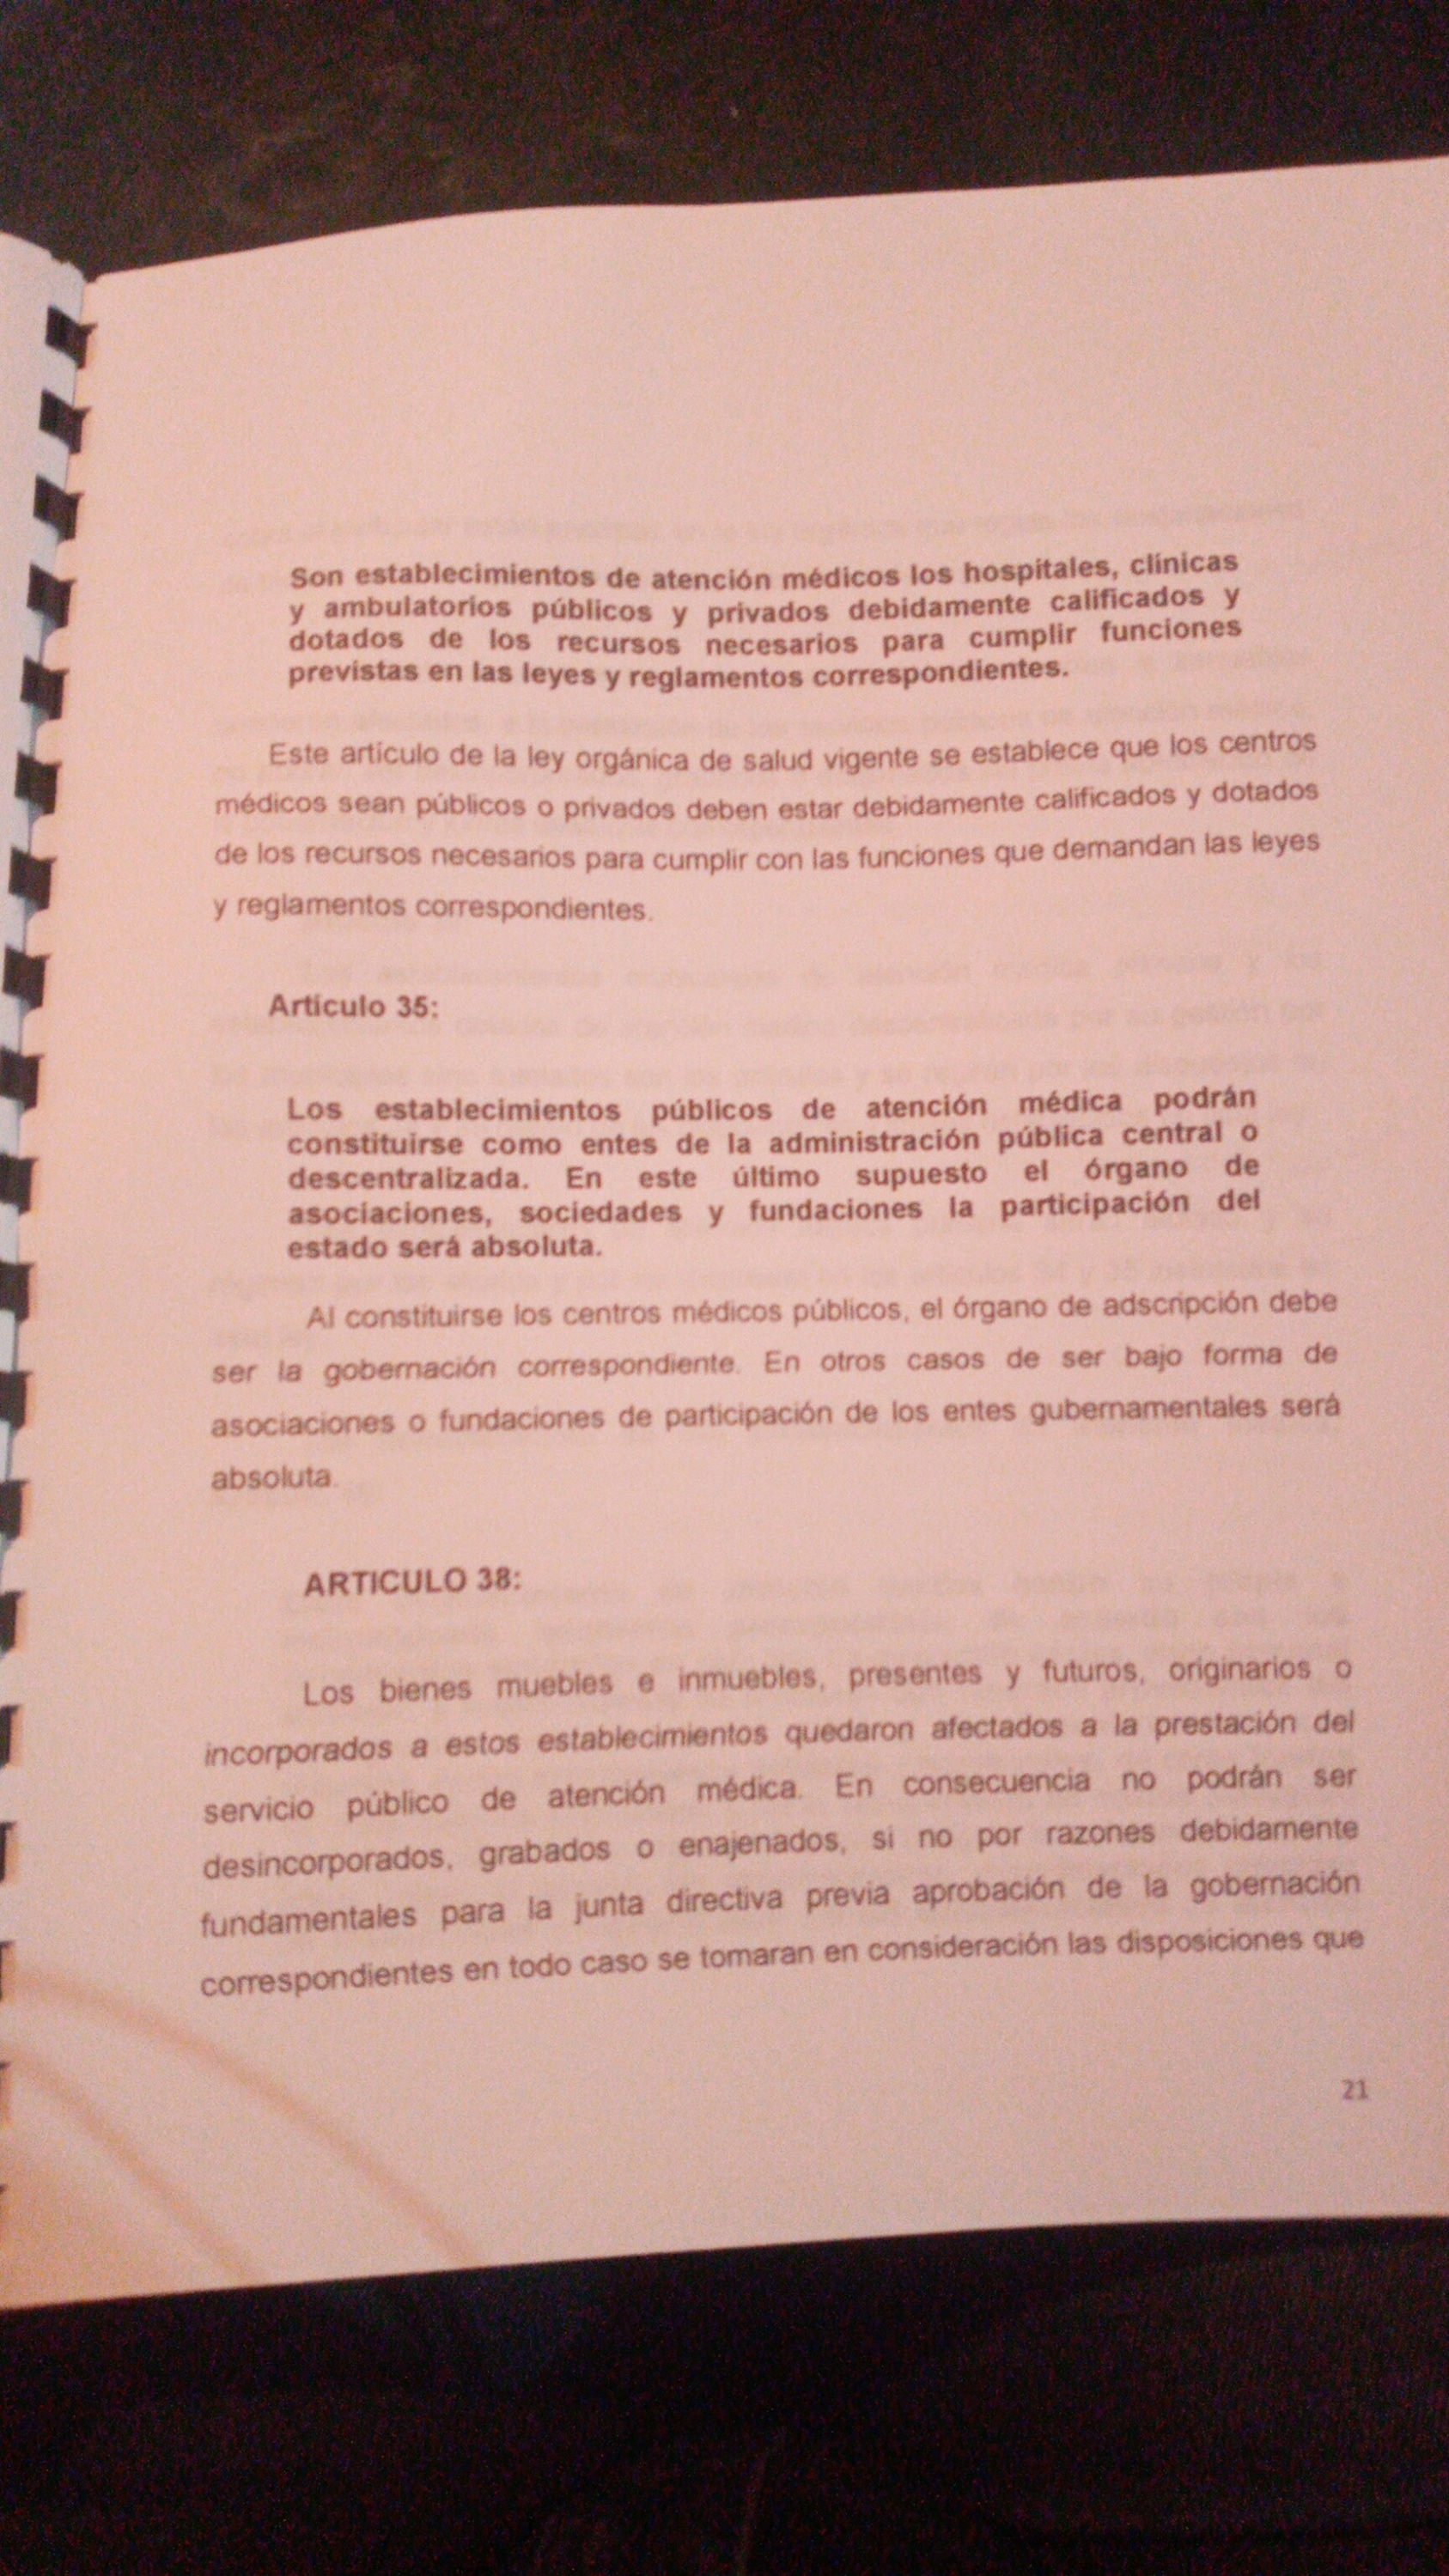 Son establecimientos de atención médicos los hospitales, clínicas
y ambulatorios públicos y privados debidamente calificados y
dotados de los recursos necesarios para cumplir funciones
previstas en las leyes y reglamentos correspondientes.
Este artículo de la ley orgánica de salud vigente se establece que los centros
médicos sean públicos o privados deben estar debidamente calificados y dotados
de los recursos necesarios para cumplir con las funciones que demandan las leyes
y reglamentos correspondientes.
Artículo 35:
Los establecimientos públicos de atención médica podrán
constituirse como entes de la administración pública central o
descentralizada. En este último supuesto el órgano de
asociaciones, sociedades y fundaciones la participación del
estado será absoluta.
Al constituirse los centros médicos públicos, el órgano de adscripción debe
ser la gobernación correspondiente. En otros casos de ser bajo forma de
asociaciones o fundaciones de participación de los entes gubernamentales será
absoluta.
ARTICULO 38:
Los bienes muebles e inmuebles, presentes y futuros, originarios o
incorporados a estos establecimientos quedaron afectados a la prestación del
servicio público de atención médica. En consecuencia no podrán ser
desincorporados, grabados o enajenados, si no por razones debidamente
fundamentales para la junta directiva previa aprobación de la gobernación
correspondientes en todo caso se tomaran en consideración las disposiciones que
21